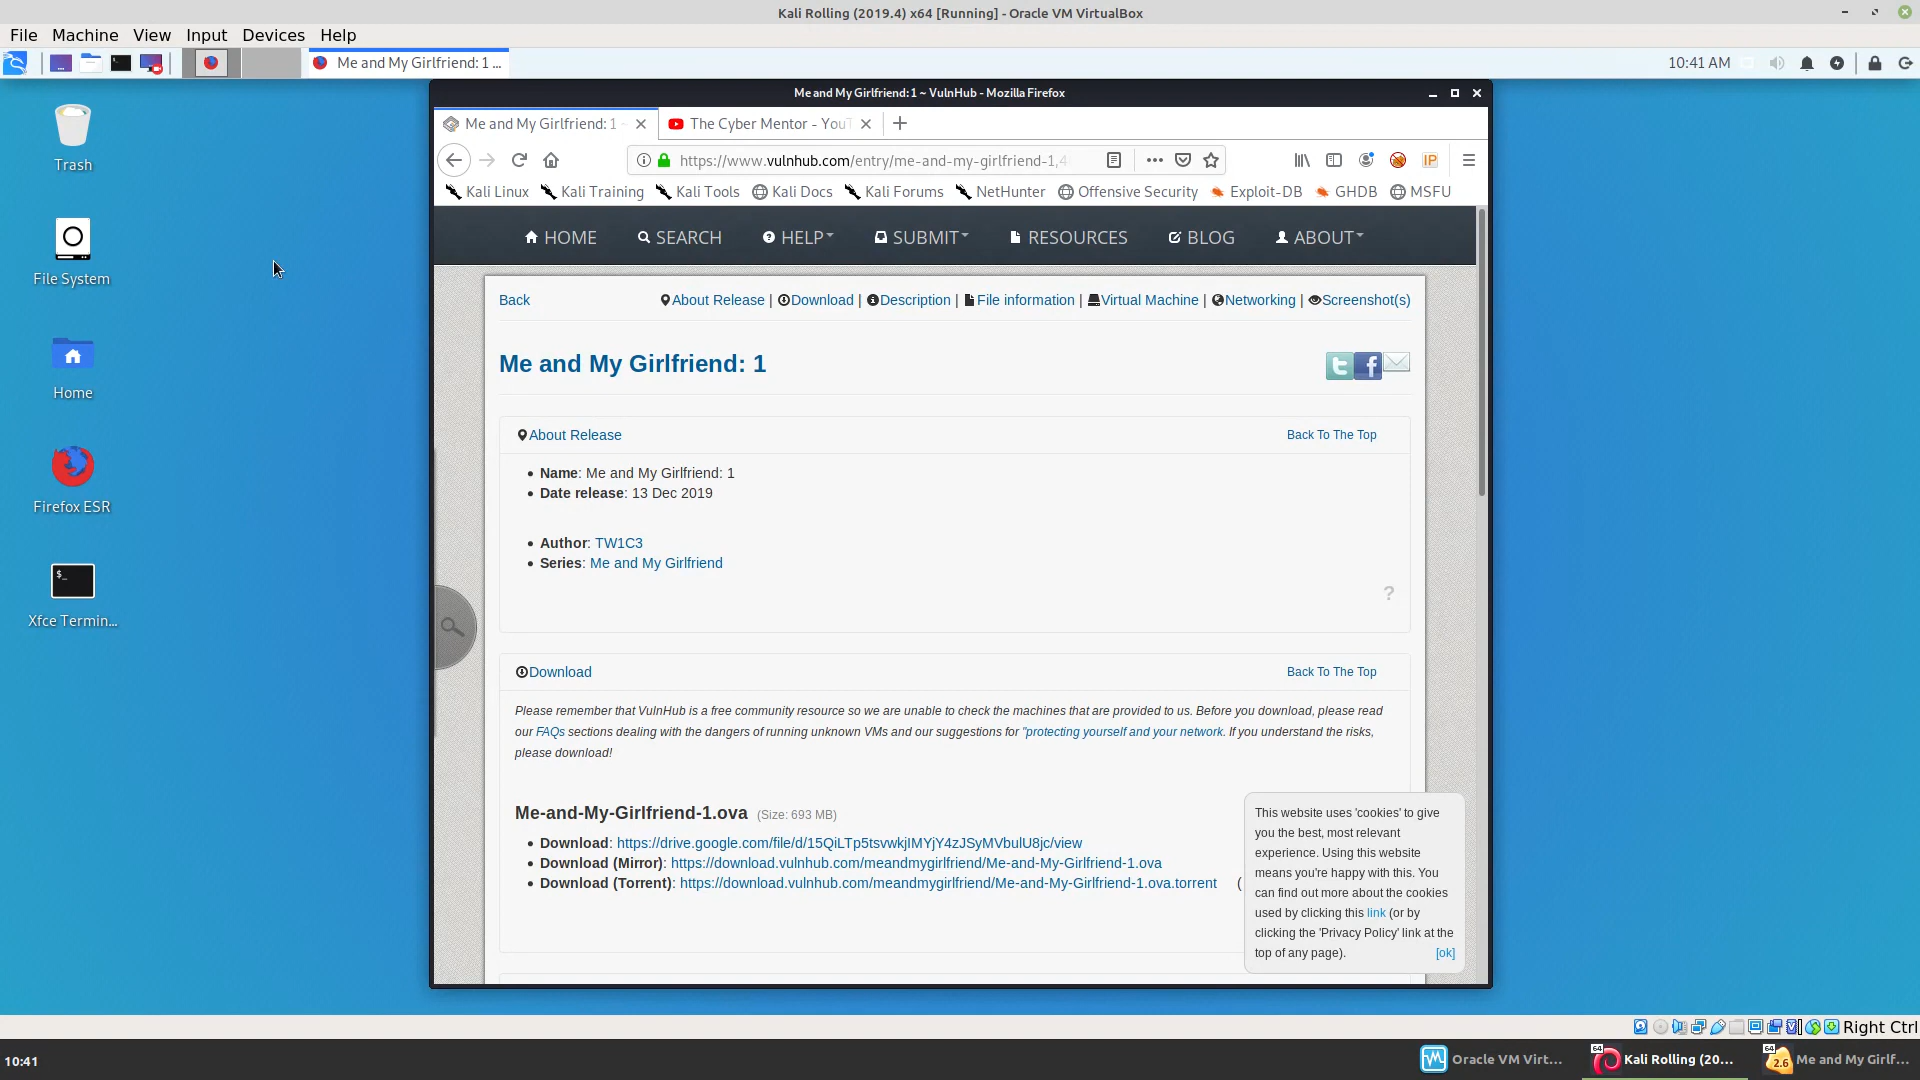 Kali Rolling (2019.4) x64 [Running] - Oracle VM VirtualBox
File Machine View Input Devices Help
Me and My Girlfriend: 1 ...
10:41 AM
Trash
File System
Home
Firefox ESR
$_
Xfce Termin...
Me and My Girlfriend: 1 ~ VulnHub - Mozilla Firefox
Me and My Girlfriend: 1 ~
The Cyber Mentor - YouT
https://www.vulnhub.com/entry/me-and-my-girlfriend-1,4
IP
Kali Linux Kali Training Kali Tools Kali Docs Kali Forums NetHunter Offensive Security Exploit-DB GHDB MSFU
HOME SEARCH HELP SUBMIT RESOURCES BLOG ABOUT
Back About Release | Download | Description | File information | Virtual Machine | Networking | Screenshot(s)
Me and My Girlfriend: 1
About Release Back To The Top
Name: Me and My Girlfriend: 1
Date release: 13 Dec 2019
Author: TW1C3
Series: Me and My Girlfriend
?
Download Back To The Top
Please remember that VulnHub is a free community resource so we are unable to check the machines that are provided to us. Before you download, please read
our FAQs sections dealing with the dangers of running unknown VMs and our suggestions for "protecting yourself and your network. If you understand the risks,
please download!
Me-and-My-Girlfriend-1.ova (Size: 693 MB)
Download: https://drive.google.com/file/d/15QiLTp5tsvwkjIMYjY4zJSyMVbulU8jc/view
Download (Mirror): https://download.vulnhub.com/meandmygirlfriend/Me-and-My-Girlfriend-1.ova
Download (Torrent): https://download.vulnhub.com/meandmygirlfriend/Me-and-My-Girlfriend-1.ova.torrent (
This website uses 'cookies' to give
you the best, most relevant
experience. Using this website
means you're happy with this. You
can find out more about the cookies
used by clicking this link (or by
clicking the 'Privacy Policy' link at the
top of any page). [ok]
Right Ctrl
10:41
Oracle VM Virt...
64
Kali Rolling (20...
64
2.6
Me and My Girlf...